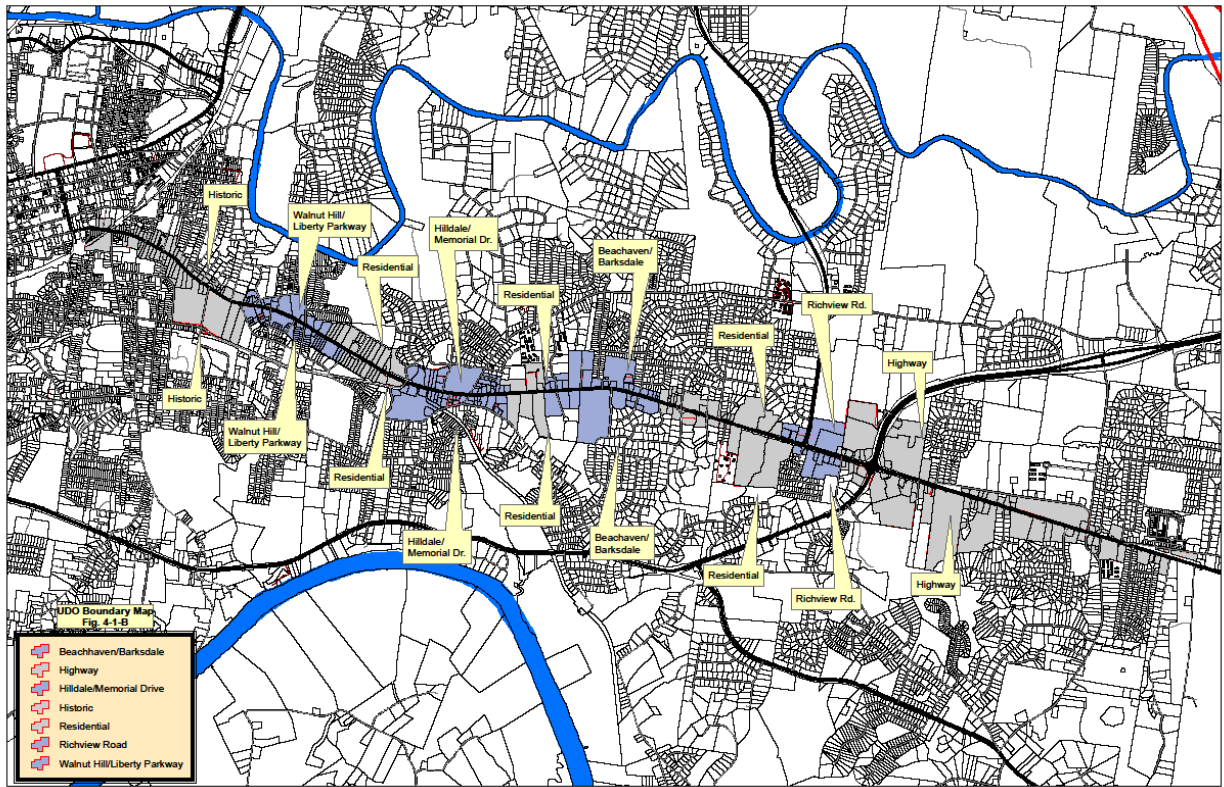 Historic
Walnut Hill/
Liberty Parkway
Residential
Hilldale/
Memorial Dr.
Residential
Beachaven/
Barksdale
Residential
Richview Rd.
Highway
Historic
Walnut Hill/
Liberty Parkway
Residential
Hilldale/
Memorial Dr.
Residential
Beachaven/
Barksdale
Residential
Richview Rd.
Highway
UDO Boundary Map
Fig. 4-1-B
Beachhaven/Barksdale
Highway
Hilldale/Memorial Drive
Historic
Residential
Richview Road
Walnut Hill/Liberty Parkway